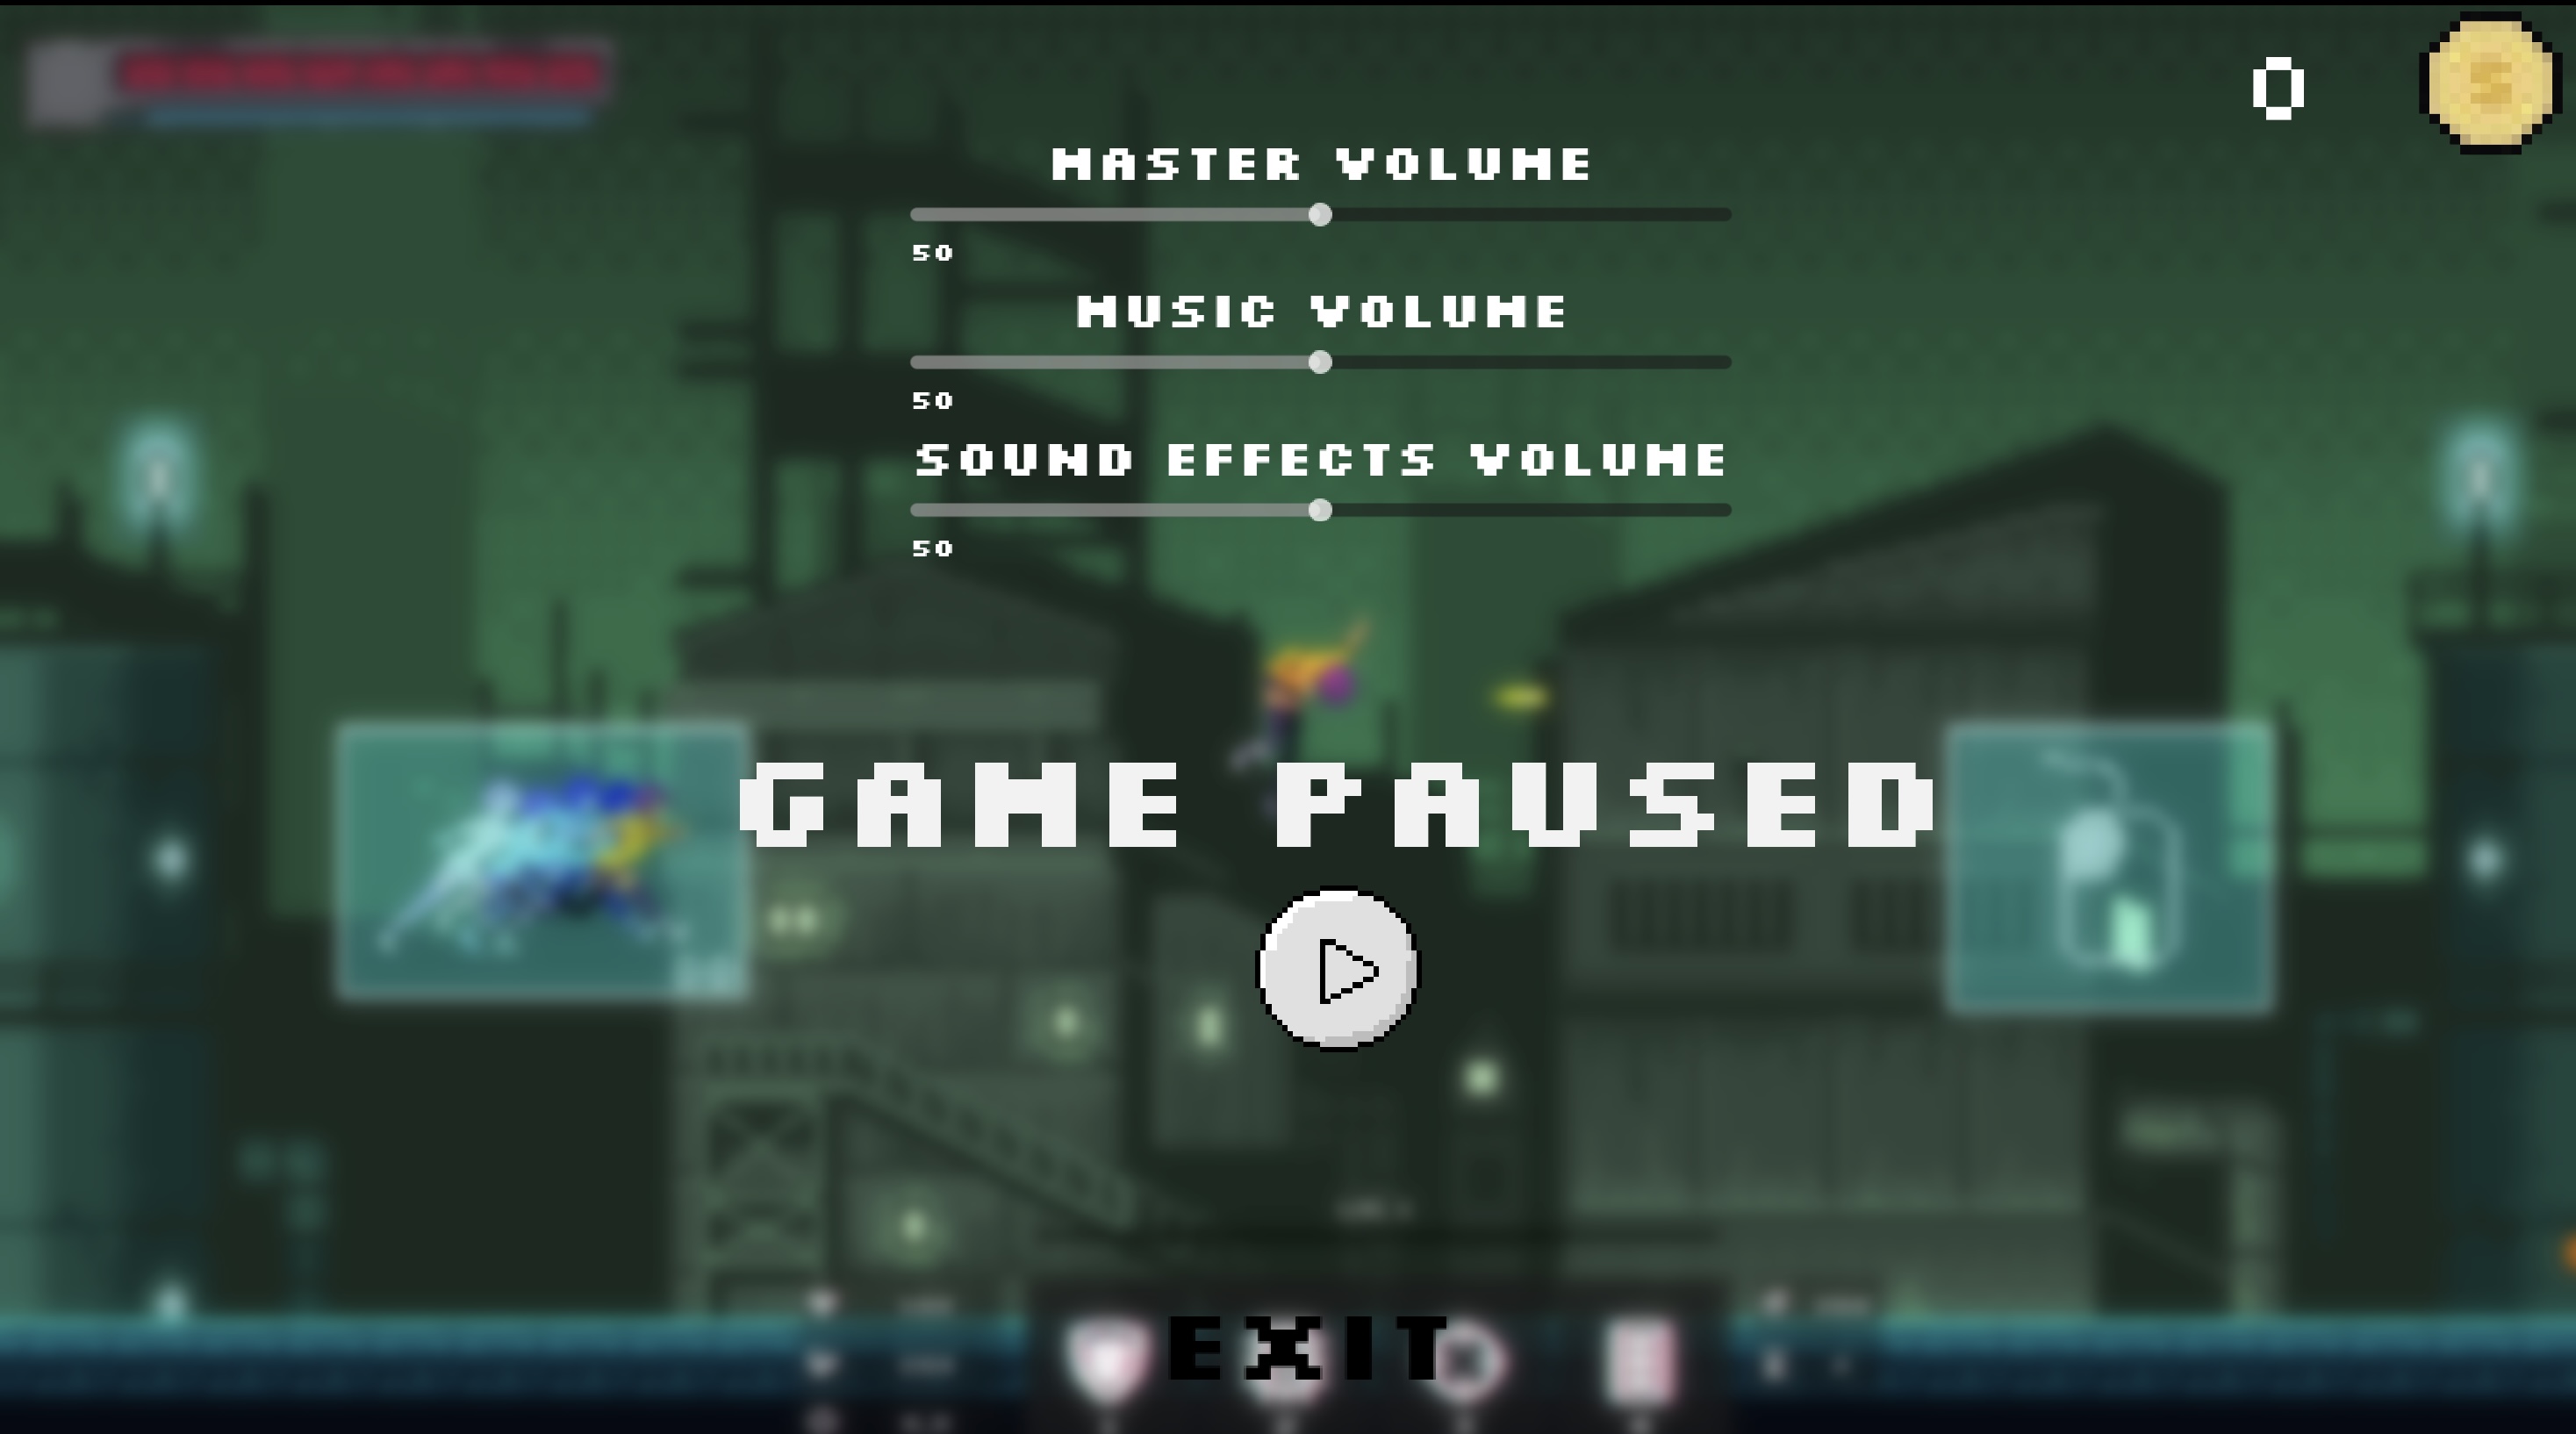 0
MASTER VOLUME
50
MUSIC VOLUME
50
SOUND EFFECTS VOLUME
50
GAME PAUSED
EXIT